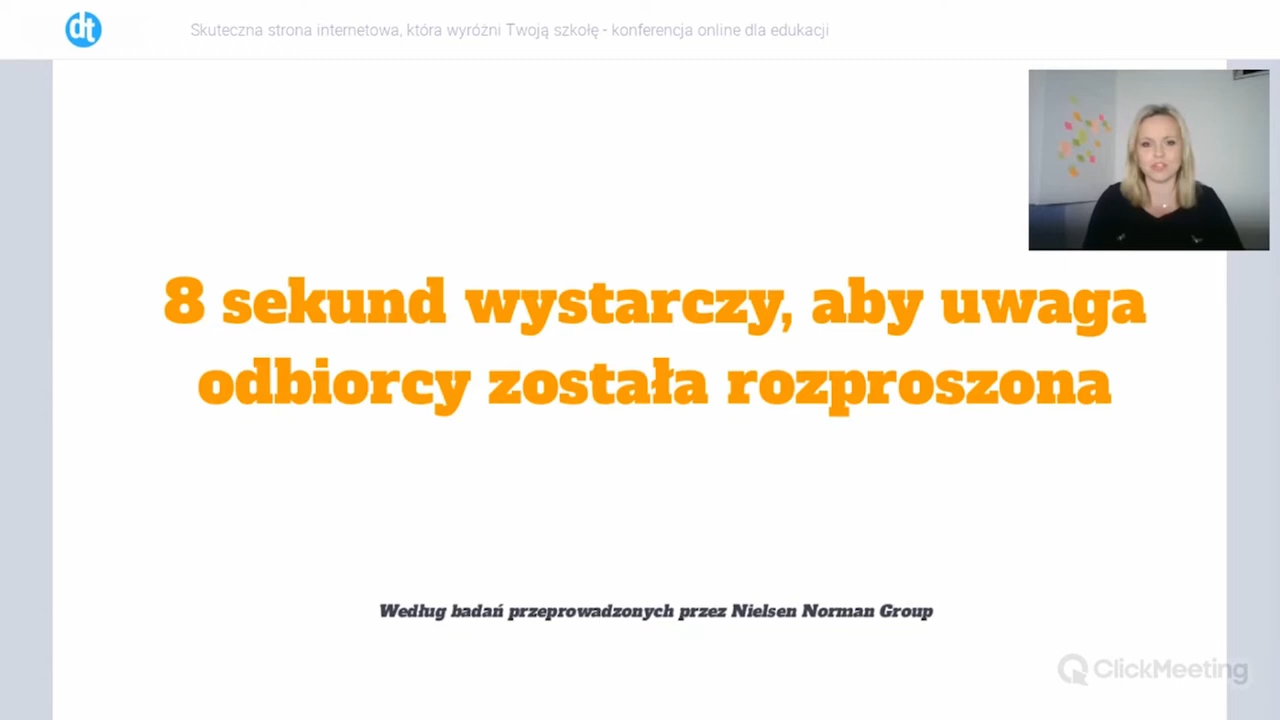 dt
Skuteczna strona internetowa, która wyróżni Twoją szkołę - konferencja online dla edukacji
8 sekund wystarczy, aby uwaga
odbiorcy została rozproszona
Według badań przeprowadzonych przez Nielsen Norman Group
ClickMeeting